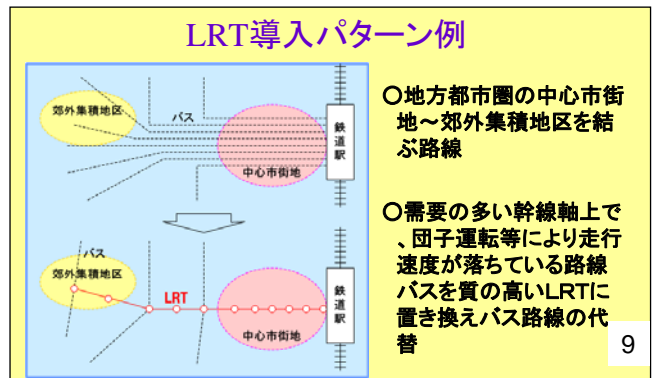 LRT導入パターン例
郊外集積地区
バス
中心市街地
鉄道駅
バス
郊外集積地区
LRT
中心市街地
鉄道駅
〇地方都市圏の中心市街
地～郊外集積地区を結
ぶ路線
〇需要の多い幹線軸上で
、団子運転等により走行
速度が落ちている路線
バスを質の高いLRTに
置き換えバス路線の代
替
9